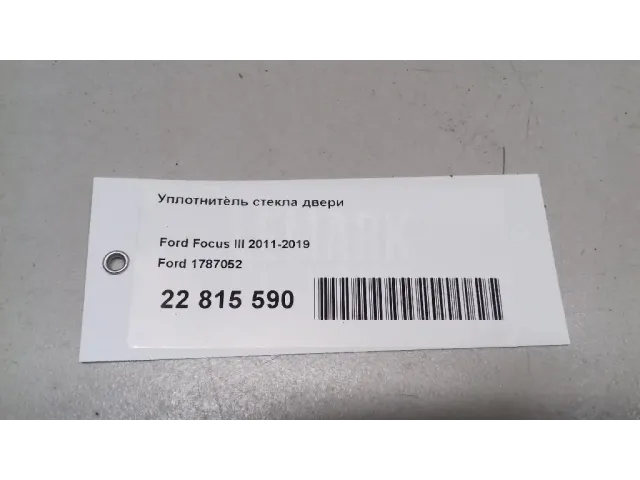 Уплотнитель стекла двери
Ford Focus III 2011-2019
Ford 1787052
22 815 590